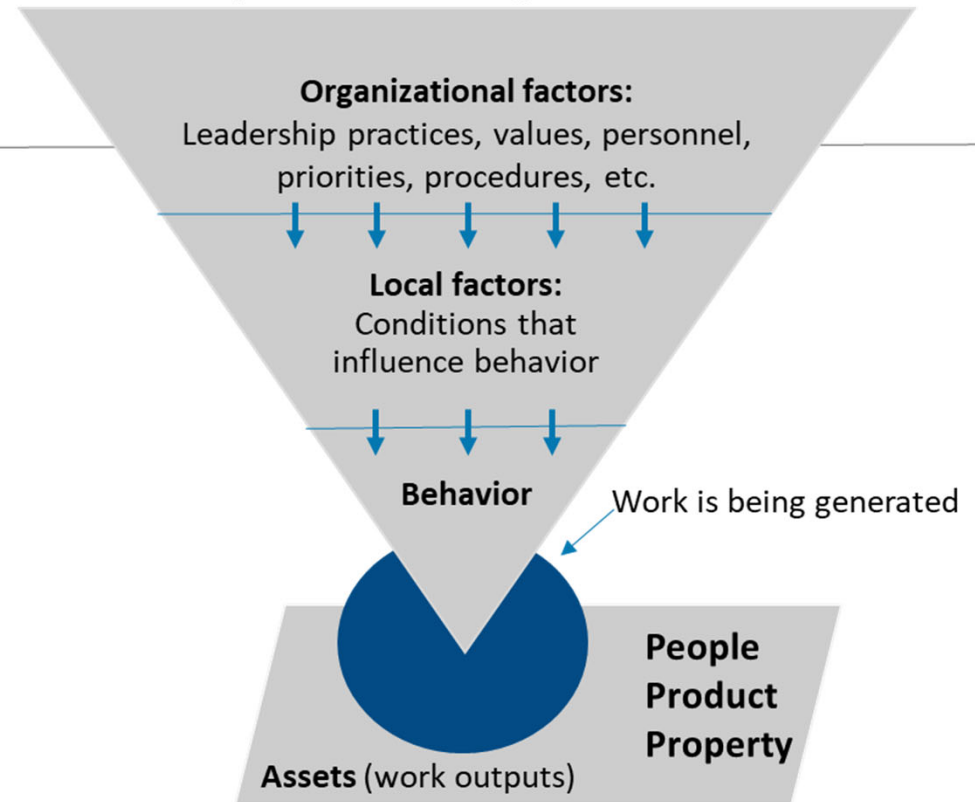 Organizational factors:
Leadership practices, values, personnel,
priorities, procedures, etc.
Local factors:
Conditions that
influence behavior
Behavior
Work is being generated
People
Product
Property
Assets (work outputs)